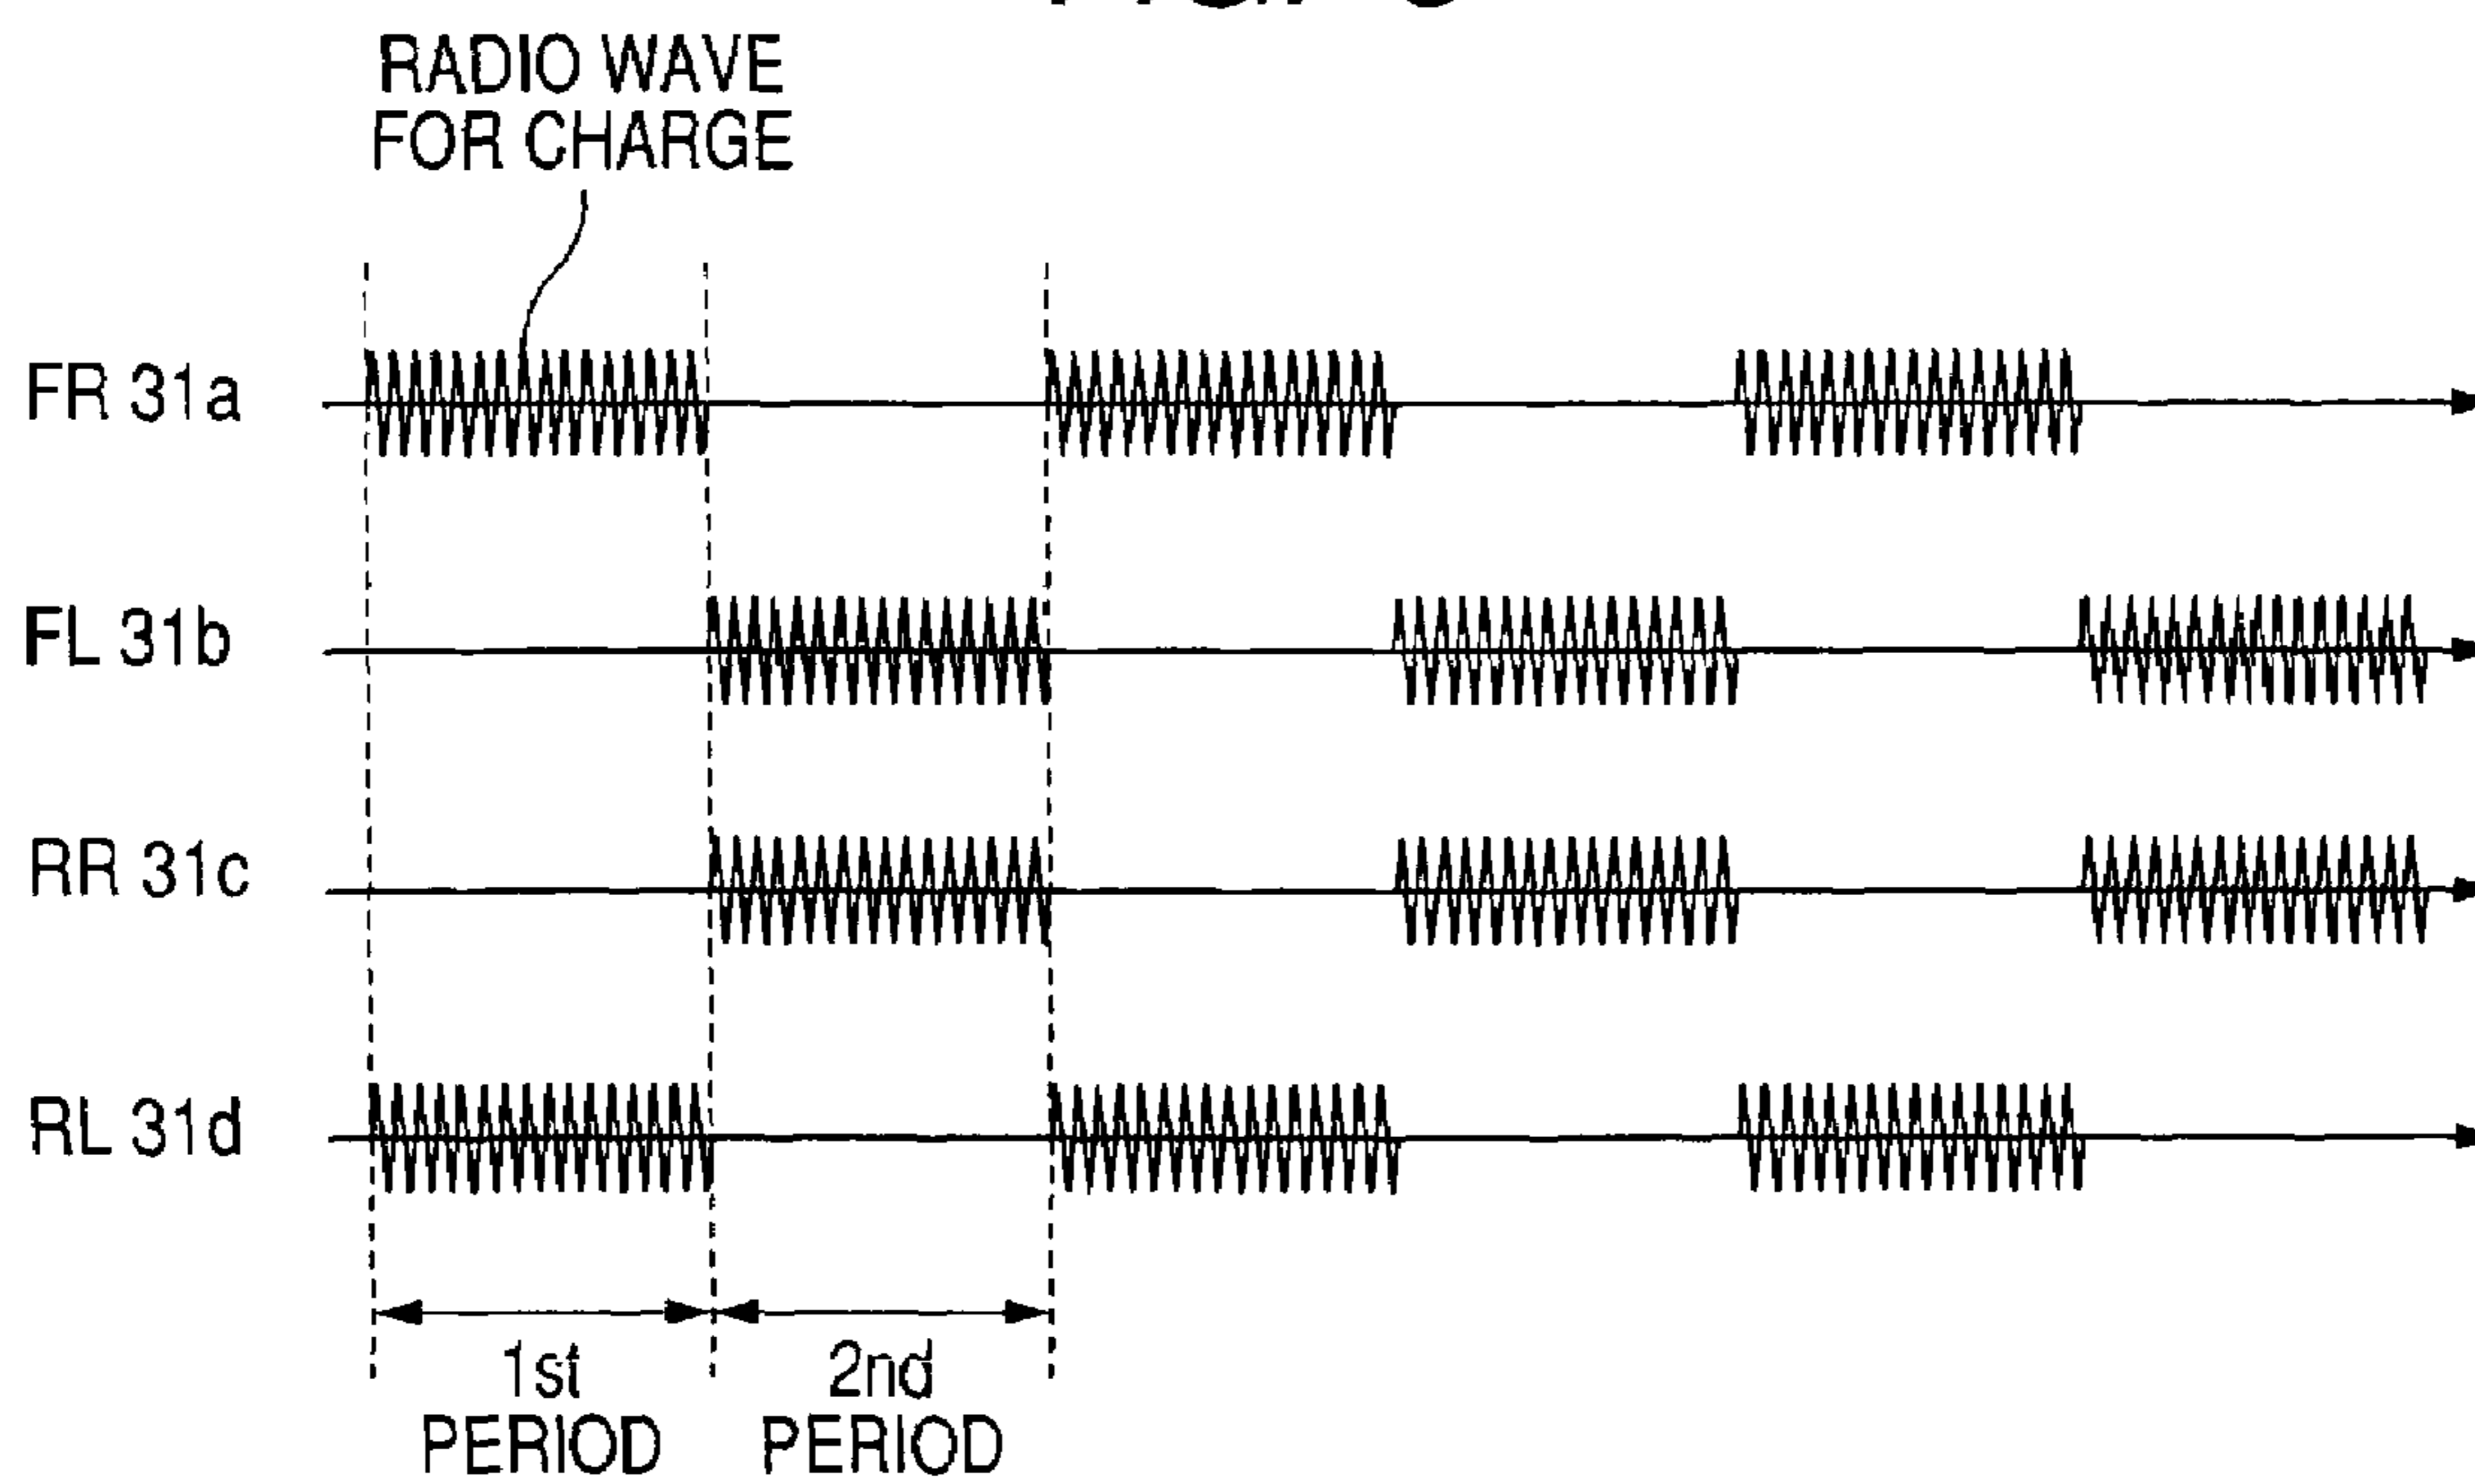 RADIO WAVE
FOR CHARGE
FR 31a
FL 31b
RR 31c
RL 31d
1st
PERIOD
2nd
PERIOD